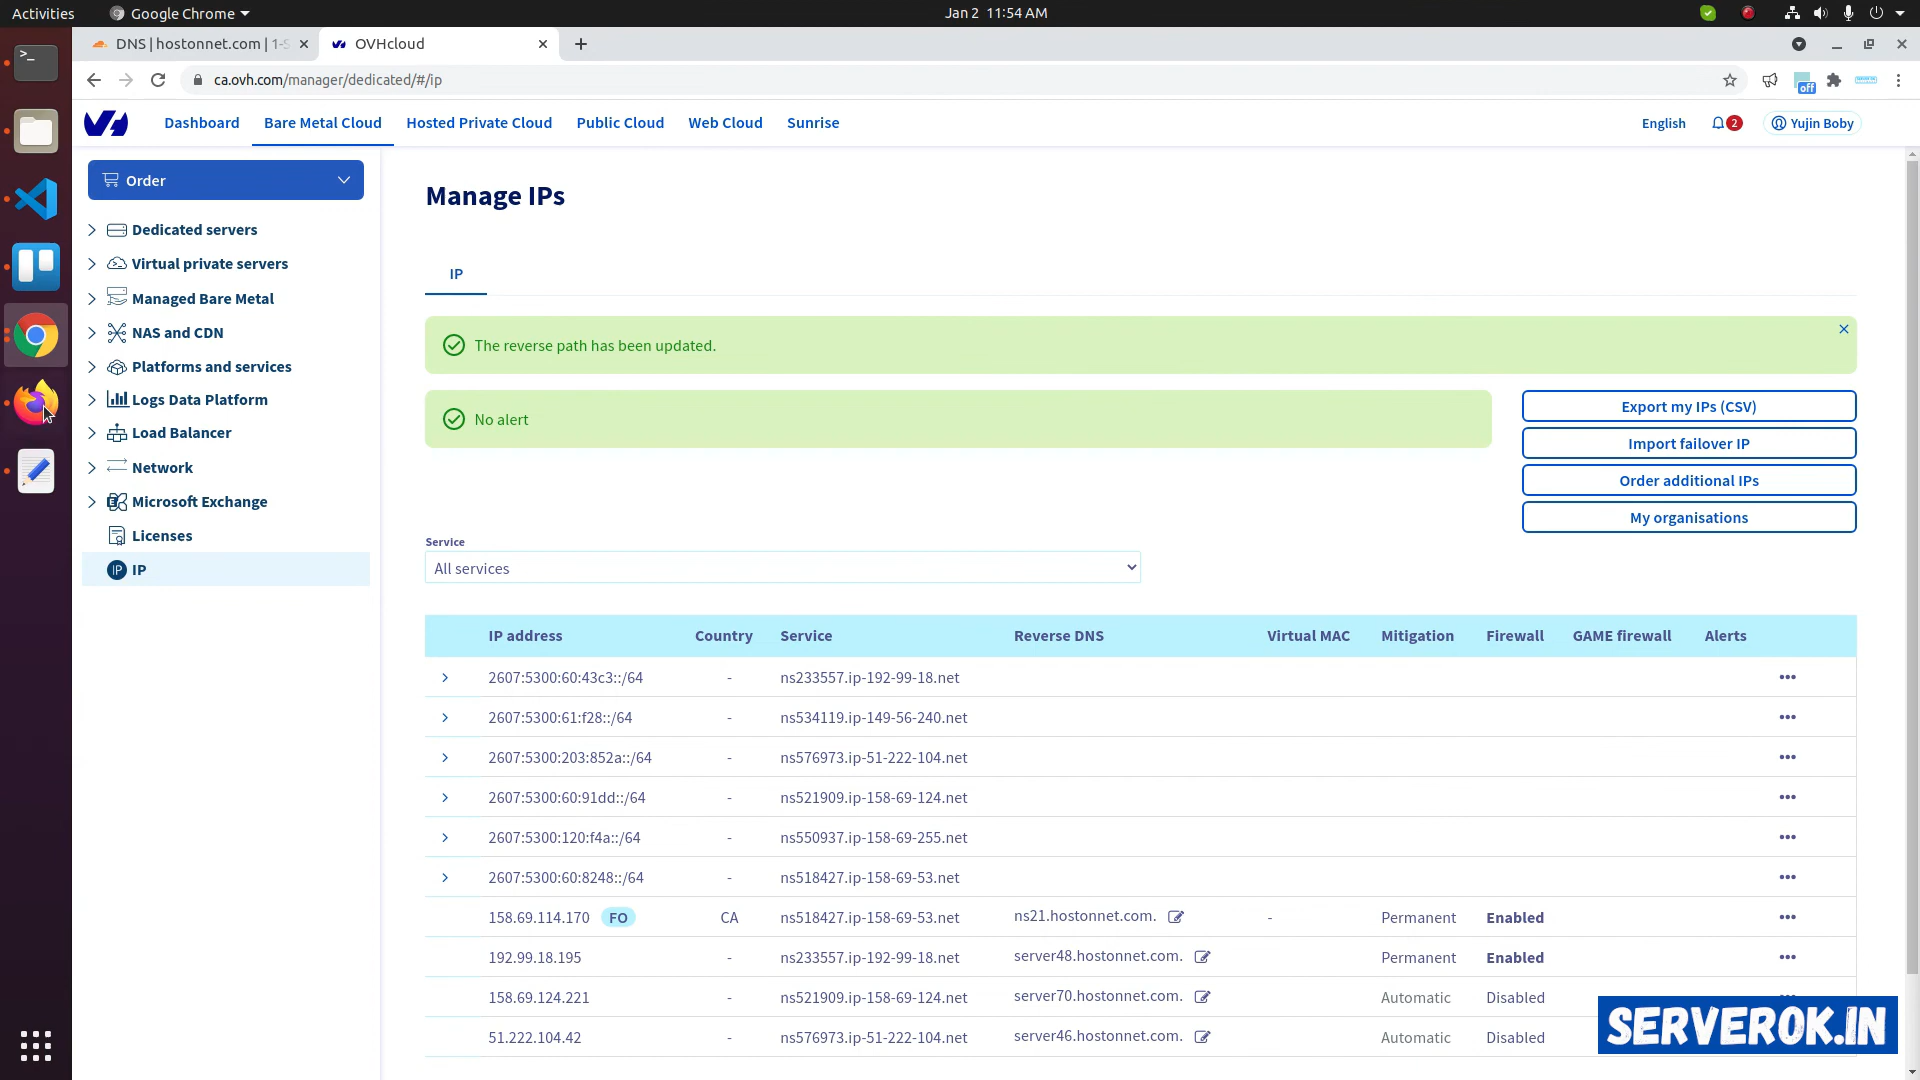 Activities Google Chrome Jan 2 11:54 AM
DNS | hostonnet.com | 1-S OVHcloud
ca.ovh.com/manager/dedicated/#/ip
off
Dashboard Bare Metal Cloud Hosted Private Cloud Public Cloud Web Cloud Sunrise English 2 Yujin Boby
Order
Dedicated servers
Virtual private servers
Managed Bare Metal
NAS and CDN
Platforms and services
Logs Data Platform
Load Balancer
Network
Microsoft Exchange
Licenses
IP IP
Manage IPs
IP
The reverse path has been updated.
No alert
Export my IPs (CSV)
Import failover IP
Order additional IPs
My organisations
Service
All services
IP address Country Service Reverse DNS Virtual MAC Mitigation Firewall GAME firewall Alerts
2607:5300:60:43c3::/64 - ns233557.ip-192-99-18.net
2607:5300:61:f28::/64 - ns534119.ip-149-56-240.net
2607:5300:203:852a::/64 - ns576973.ip-51-222-104.net
2607:5300:60:91dd::/64 - ns521909.ip-158-69-124.net
2607:5300:120:f4a::/64 - ns550937.ip-158-69-255.net
2607:5300:60:8248::/64 - ns518427.ip-158-69-53.net
158.69.114.170 FO CA ns518427.ip-158-69-53.net ns21.hostonnet.com. - Permanent Enabled
192.99.18.195 - ns233557.ip-192-99-18.net server48.hostonnet.com. Permanent Enabled
158.69.124.221 - ns521909.ip-158-69-124.net server70.hostonnet.com. Automatic Disabled
51.222.104.42 - ns576973.ip-51-222-104.net server46.hostonnet.com. Automatic Disabled
SERVEROK.IN